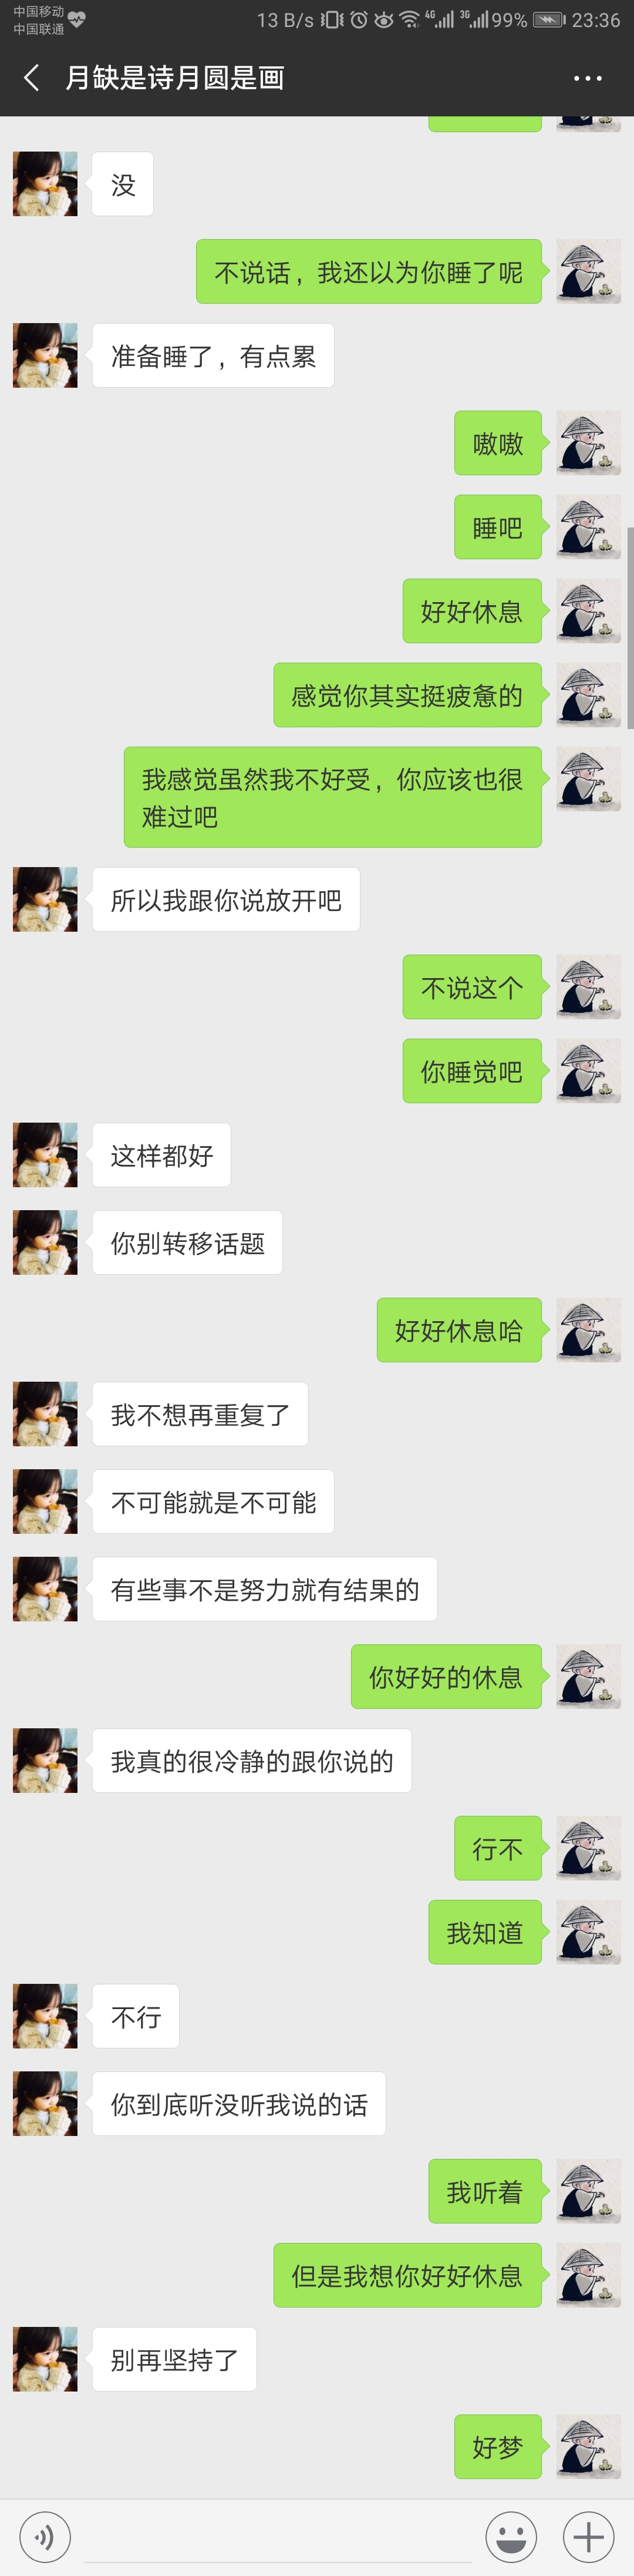 中国移动
中国联通
13 B/s 4G 3G 99% 23:36
月缺是诗月圆是画
没
不说话，我还以为你睡了呢
准备睡了，有点累
嗷嗷
睡吧
好好休息
感觉你其实挺疲惫的
我感觉虽然我不好受，你应该也很
难过吧
所以我跟你说放开吧
不说这个
你睡觉吧
这样都好
你别转移话题
好好休息哈
我不想再重复了
不可能就是不可能
有些事不是努力就有结果的
你好好的休息
我真的很冷静的跟你说的
行不
我知道
不行
你到底听没听我说的话
我听着
但是我想你好好休息
别再坚持了
好梦